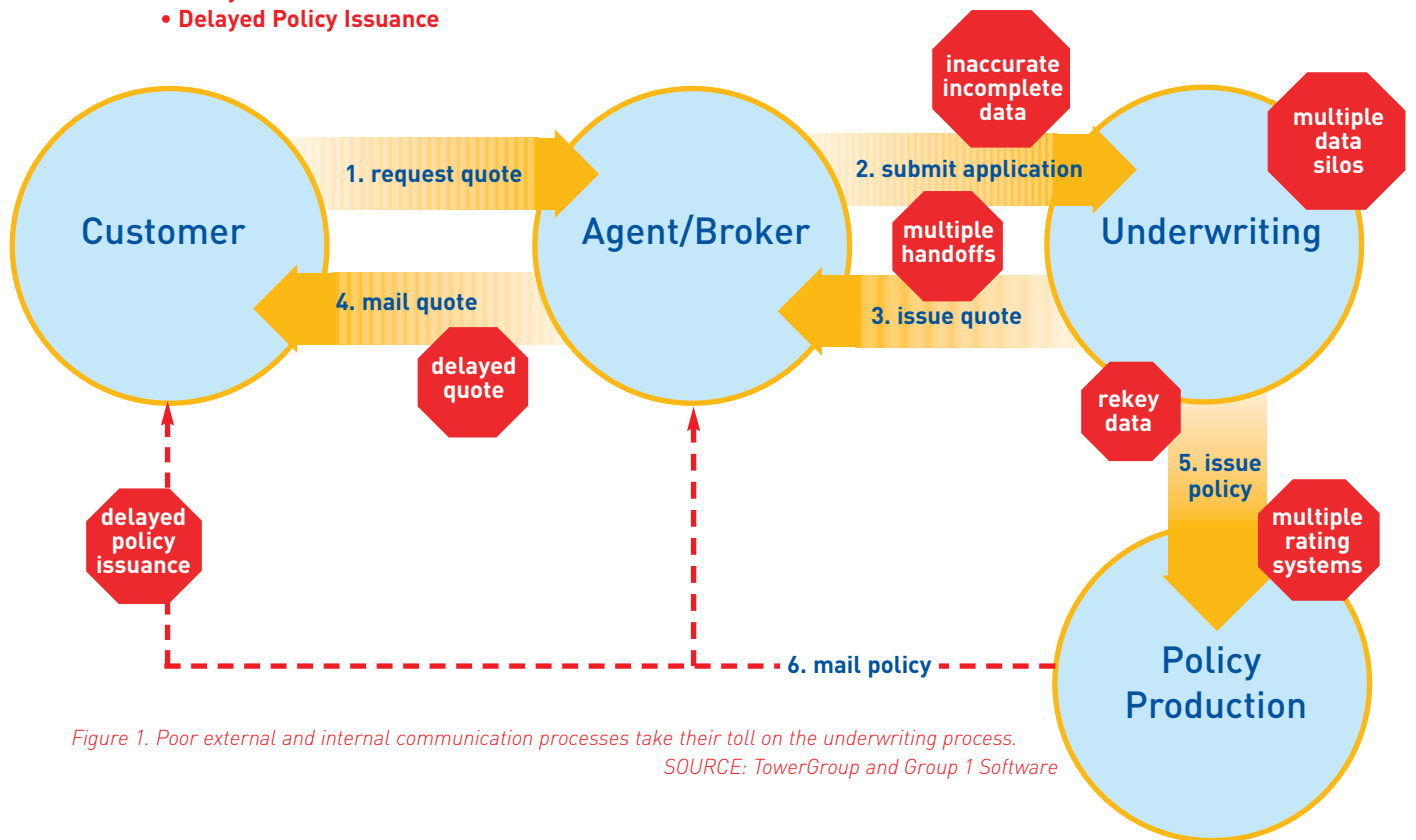 • Delayed Policy Issuance
inaccurate
incomplete
data
multiple
data
silos
1. request quote
2. submit application
Customer
Agent/Broker
Underwriting
multiple
handoffs
4. mail quote
3. issue quote
delayed
quote
rekey
data
5. issue
policy
delayed
policy
issuance
multiple
rating
systems
6. mail policy
Policy
Production
Figure 1. Poor external and internal communication processes take their toll on the underwriting process.
SOURCE: TowerGroup and Group 1 Software